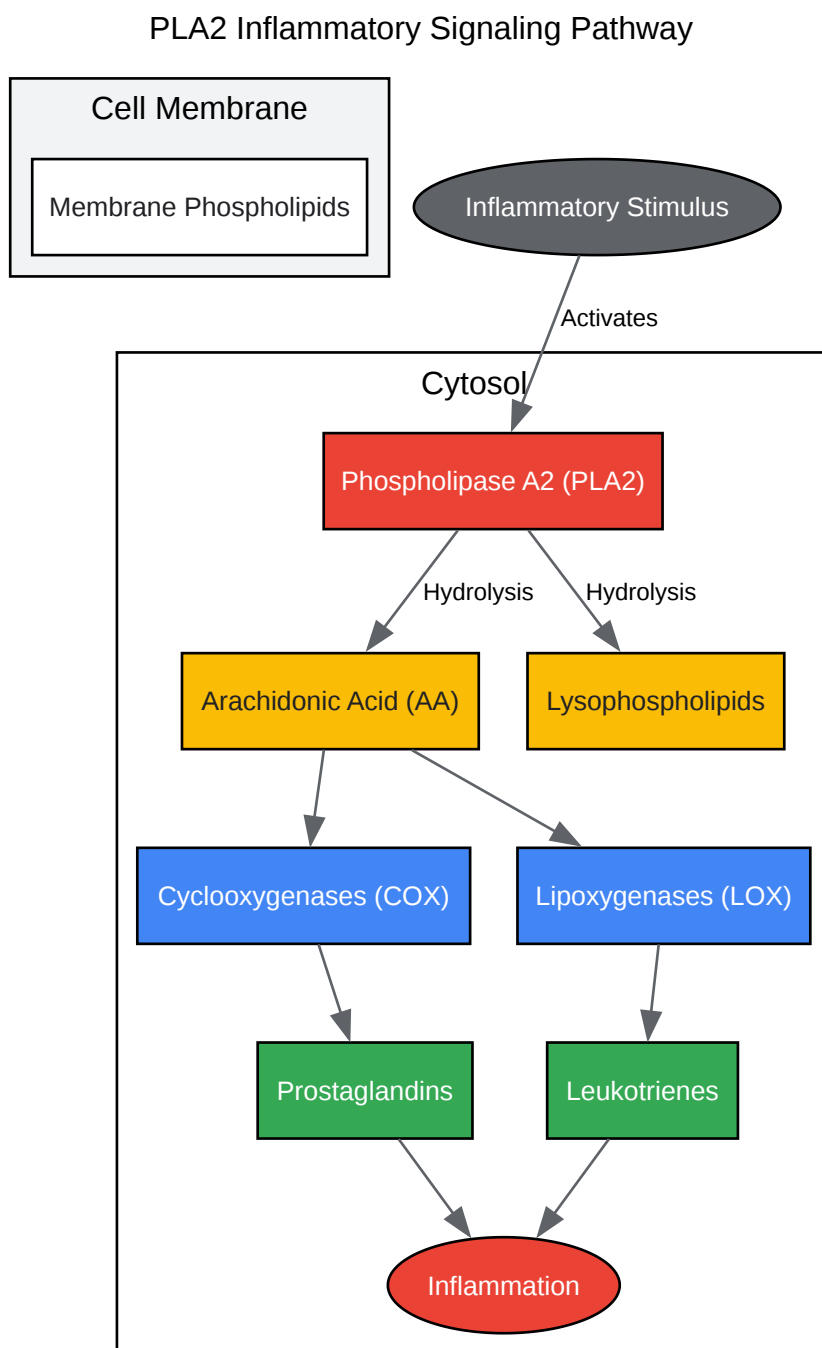 PLA2 Inflammatory Signaling Pathway
Cell Membrane
Membrane Phospholipids
Inflammatory Stimulus
Activates
Cytosol
Phospholipase A2 (PLA2)
Hydrolysis
Hydrolysis
Arachidonic Acid (AA)
Lysophospholipids
Cyclooxygenases (COX)
Lipoxygenases (LOX)
Prostaglandins
Leukotrienes
Inflammation